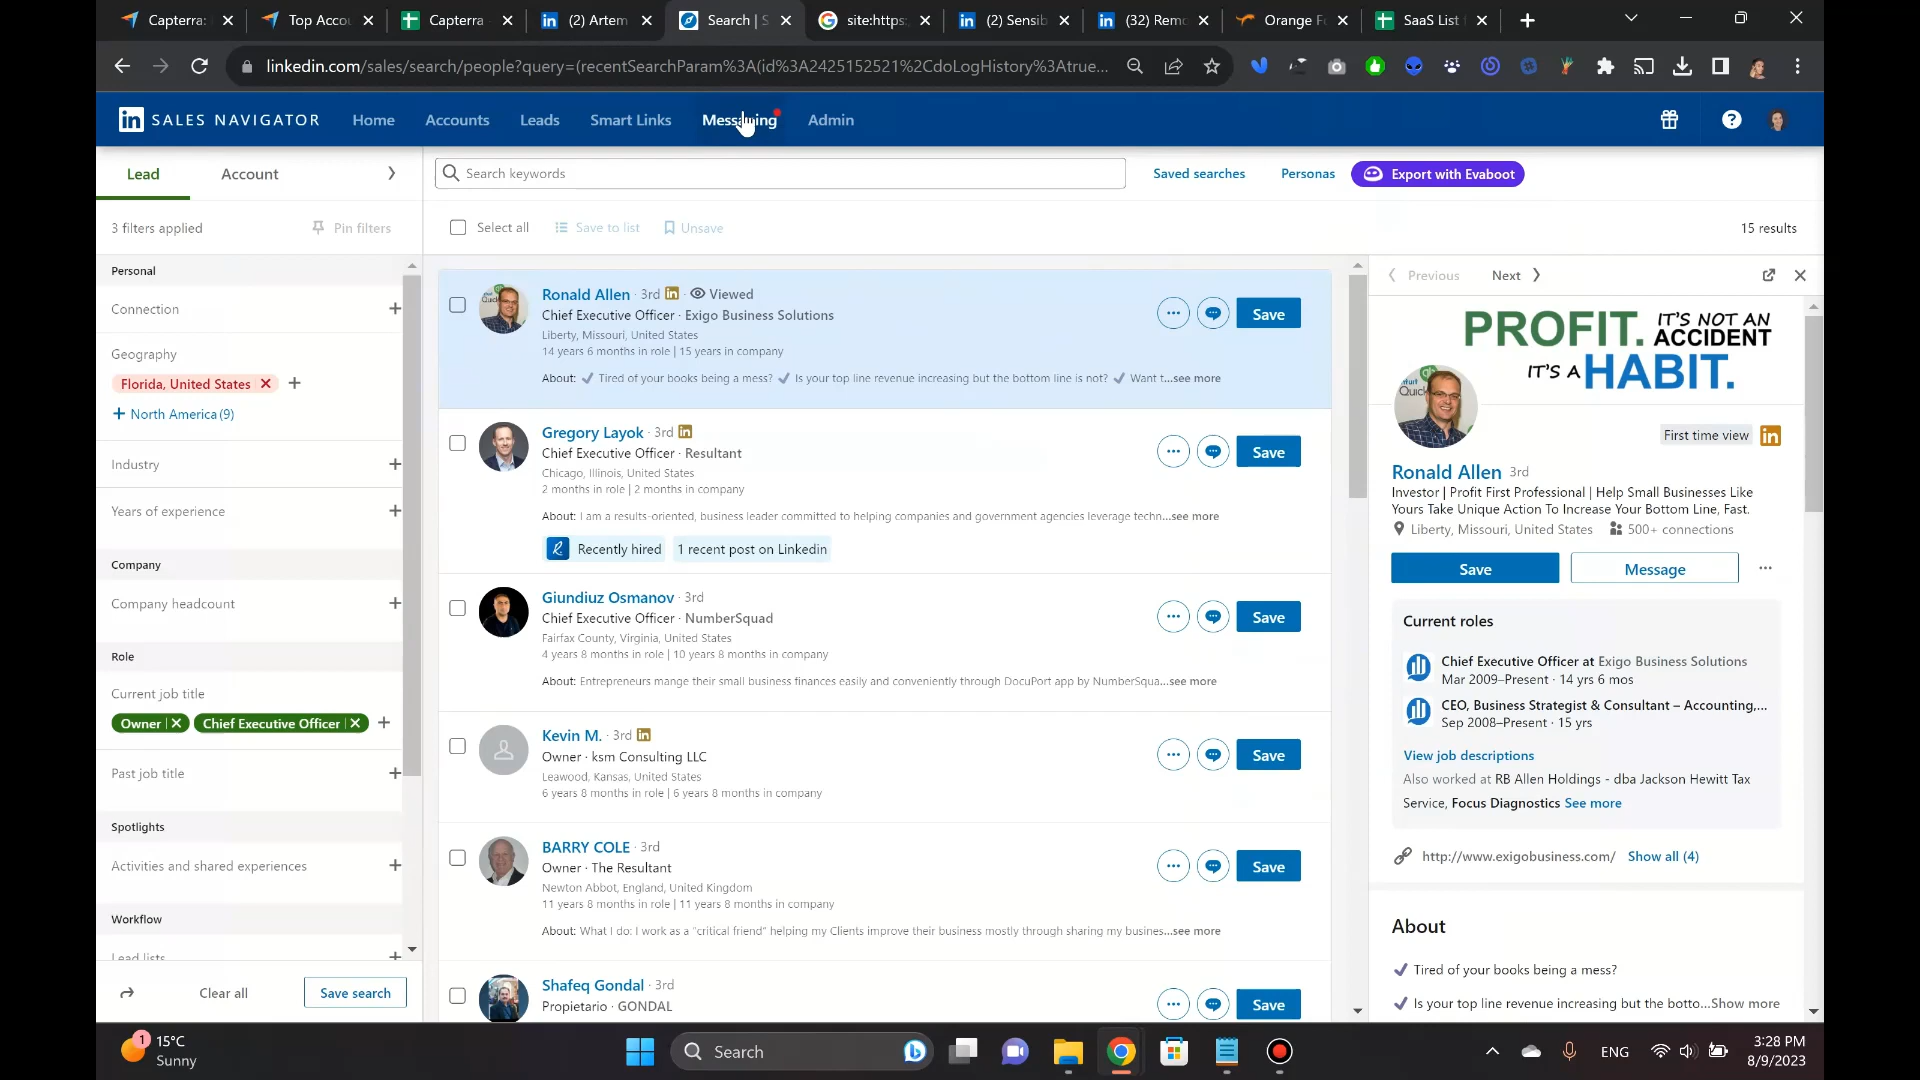 Capterra:
Top Accou
Capterra
(2) Artem
Search | S
site:https:
(2) Sensib
(32) Remo
Orange F
SaaS List
linkedin.com/sales/search/people?query=(recentSearchParam%3A(id%3A2425152521%2CdoLogHistory%3Atrue...
in SALES NAVIGATOR
Home
Accounts
Leads
Smart Links
Messaging
Admin
Lead
Account
Search keywords
Saved searches
Personas
Export with Evaboot
3 filters applied
Pin filters
Select all
Save to list
Unsave
15 results
Personal
Connection
Geography
Florida, United States
North America (9)
Industry
Years of experience
Company
Company headcount
Role
Current job title
Owner
Chief Executive Officer
Past job title
Spotlights
Activities and shared experiences
Workflow
Lead lists
Clear all
Save search
Ronald Allen · 3rd in · Viewed
Chief Executive Officer · Exigo Business Solutions
Liberty, Missouri, United States
14 years 6 months in role | 15 years in company
About: ✓ Tired of your books being a mess? ✓ Is your top line revenue increasing but the bottom line is not? ✓ Want t...see more
Save
Gregory Layok · 3rd in
Chief Executive Officer · Resultant
Chicago, Illinois, United States
2 months in role | 2 months in company
About: I am a results-oriented, business leader committed to helping companies and government agencies leverage techn...see more
Recently hired
1 recent post on Linkedin
Save
Giundiuz Osmanov · 3rd
Chief Executive Officer · NumberSquad
Fairfax County, Virginia, United States
4 years 8 months in role | 10 years 8 months in company
About: Entrepreneurs mange their small business finances easily and conveniently through DocuPort app by NumberSqua...see more
Save
Kevin M. · 3rd in
Owner · ksm Consulting LLC
Leawood, Kansas, United States
6 years 8 months in role | 6 years 8 months in company
Save
BARRY COLE · 3rd
Owner · The Resultant
Newton Abbot, England, United Kingdom
11 years 8 months in role | 11 years 8 months in company
About: What I do: I work as a "critical friend" helping my Clients improve their business mostly through sharing my busines...see more
Save
Shafeq Gondal · 3rd
Propietario · GONDAL
Save
Previous
Next
PROFIT. IT'S NOT AN
ACCIDENT
IT'S A HABIT.
Quic
First time view in
Ronald Allen 3rd
Investor | Profit First Professional | Help Small Businesses Like
Yours Take Unique Action To Increase Your Bottom Line, Fast.
Liberty, Missouri, United States
500+ connections
Save
Message
Current roles
Chief Executive Officer at Exigo Business Solutions
Mar 2009–Present · 14 yrs 6 mos
CEO, Business Strategist & Consultant – Accounting,...
Sep 2008–Present · 15 yrs
View job descriptions
Also worked at RB Allen Holdings - dba Jackson Hewitt Tax
Service, Focus Diagnostics See more
http://www.exigobusiness.com/ Show all (4)
About
✓ Tired of your books being a mess?
✓ Is your top line revenue increasing but the botto...Show more
1
15°C
Sunny
Search
ENG
3:28 PM
8/9/2023